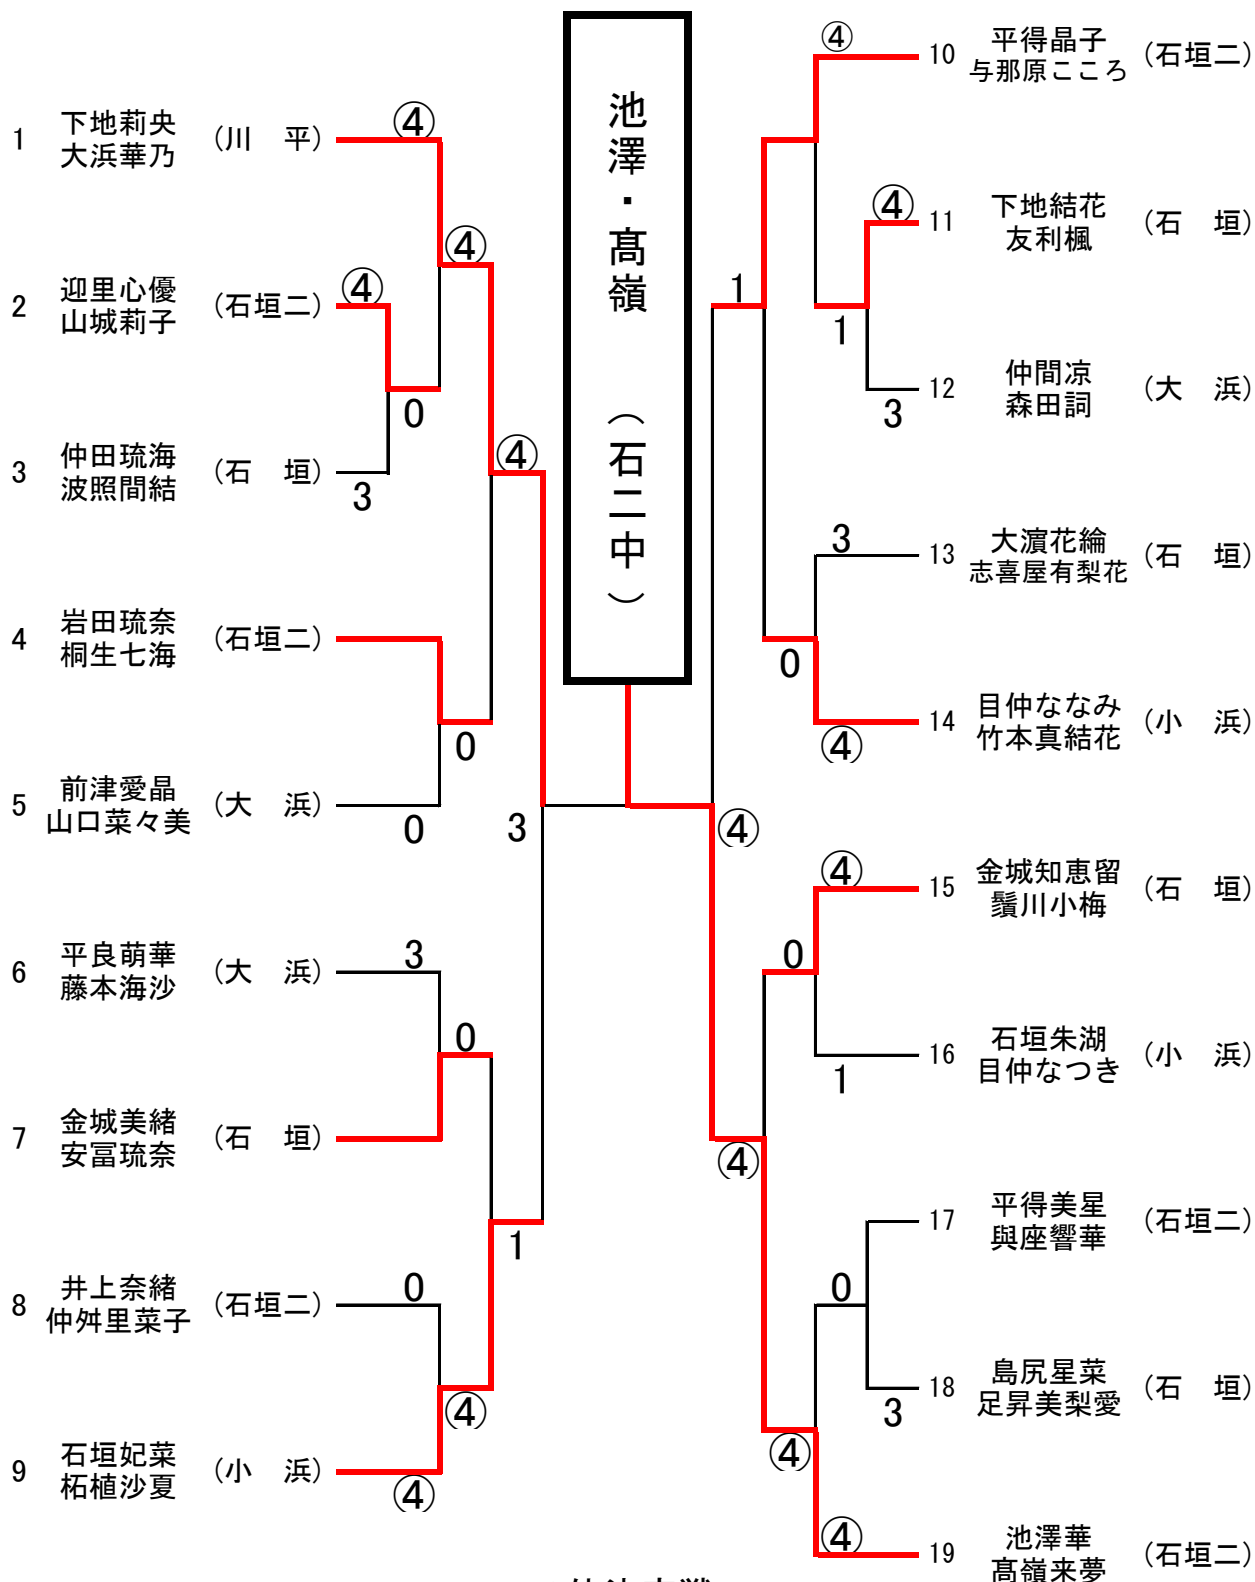 池澤・髙嶺 （石二中）
1 下地莉央 （川 平） ④
大浜華乃
④
2 迎里心優 （石垣二） ④
山城莉子
0
3 仲田琉海 （石 垣） 3
波照間結
④
4 岩田琉奈 （石垣二）
桐生七海
0
5 前津愛晶 （大 浜） 0
山口菜々美
3
6 平良萌華 （大 浜） 3
藤本海沙
0
7 金城美緒 （石 垣）
安冨琉奈
1
8 井上奈緒 （石垣二） 0
仲舛里菜子
④
9 石垣妃菜 （小 浜） ④
柘植沙夏
④ 10 平得晶子 （石垣二）
与那原こころ
④ 11 下地結花 （石 垣）
友利楓
1
1
12 仲間凉 （大 浜）
森田詞
3
3 13 大濵花綸 （石 垣）
志喜屋有梨花
0
14 目仲ななみ （小 浜）
竹本真結花
④
④
④ 15 金城知恵留 （石 垣）
鬚川小梅
0
16 石垣朱湖 （小 浜）
目仲なつき
1
④
17 平得美星 （石垣二）
與座響華
0
18 島尻星菜 （石 垣）
足昇美梨愛
3
④
④ 19 池澤華 （石垣二）
髙嶺来夢